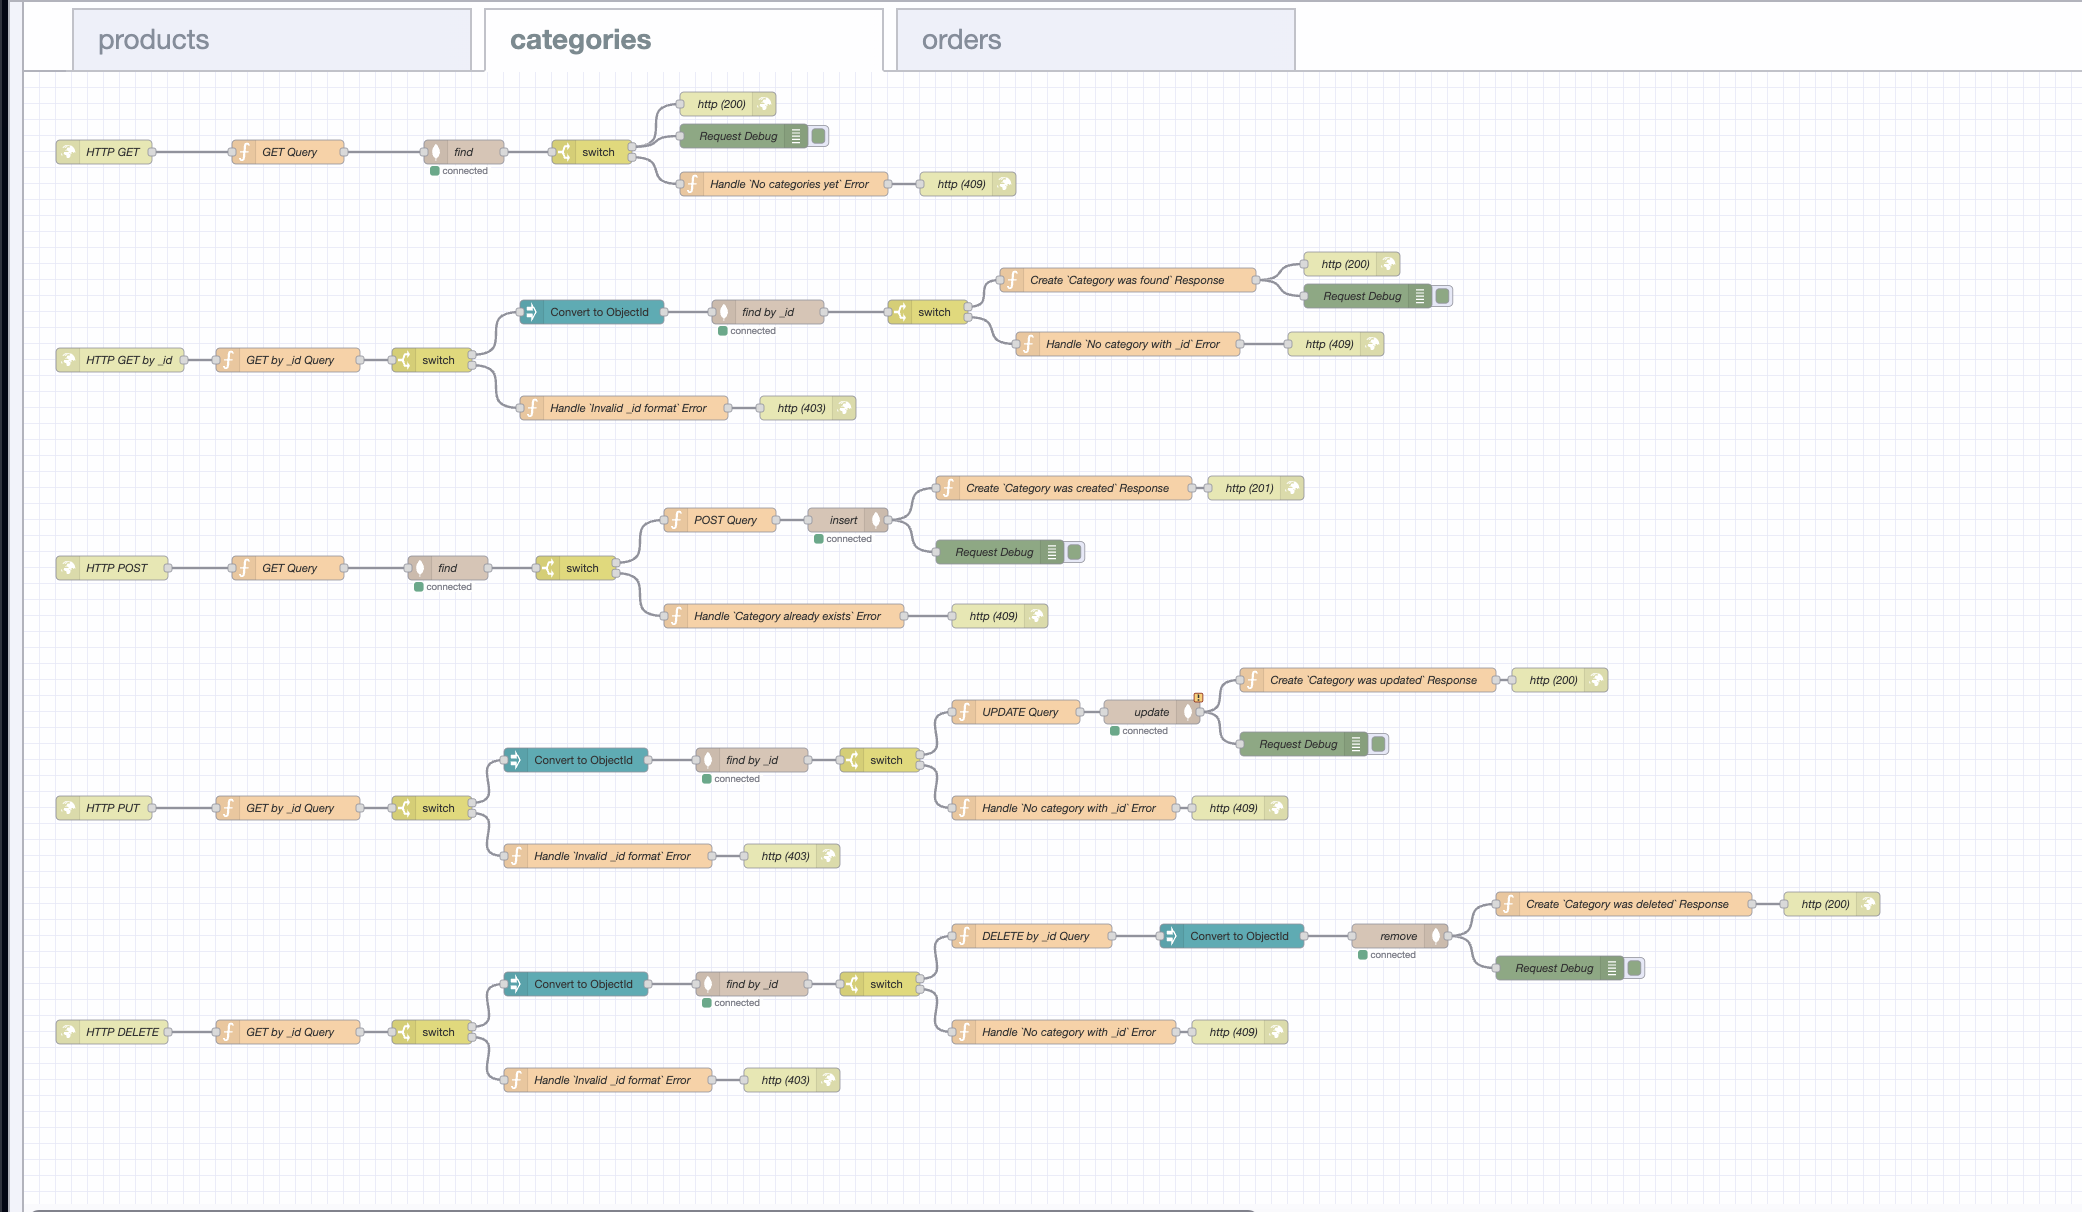 products
categories
orders
http (200)
Request Debug
HTTP GET
GET Query
find
switch
connected
Handle `No categories yet` Error
http (409)
http (200)
Create `Category was found` Response
Request Debug
Convert to ObjectId
find by _id
switch
connected
Handle `No category with _id` Error
http (409)
HTTP GET by _id
GET by _id Query
switch
Handle `Invalid _id format` Error
http (403)
Create `Category was created` Response
http (201)
POST Query
insert
connected
Request Debug
HTTP POST
GET Query
find
switch
connected
Handle `Category already exists` Error
http (409)
Create `Category was updated` Response
http (200)
UPDATE Query
update
connected
Request Debug
Convert to ObjectId
find by _id
switch
connected
HTTP PUT
GET by _id Query
switch
Handle `No category with _id` Error
http (409)
Handle `Invalid _id format` Error
http (403)
Create `Category was deleted` Response
http (200)
DELETE by _id Query
Convert to ObjectId
remove
connected
Request Debug
Convert to ObjectId
find by _id
switch
connected
HTTP DELETE
GET by _id Query
switch
Handle `No category with _id` Error
http (409)
Handle `Invalid _id format` Error
http (403)